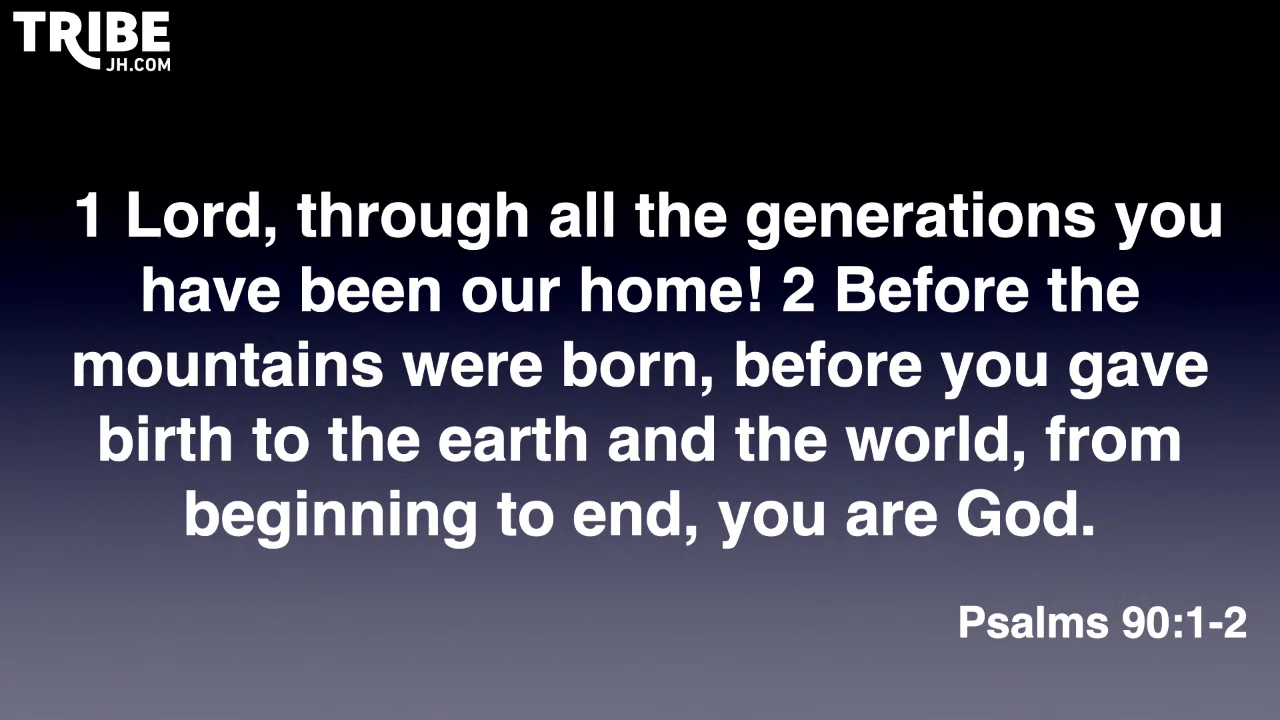 TRIBE
JH.COM
1 Lord, through all the generations you
have been our home! 2 Before the
mountains were born, before you gave
birth to the earth and the world, from
beginning to end, you are God.
Psalms 90:1-2